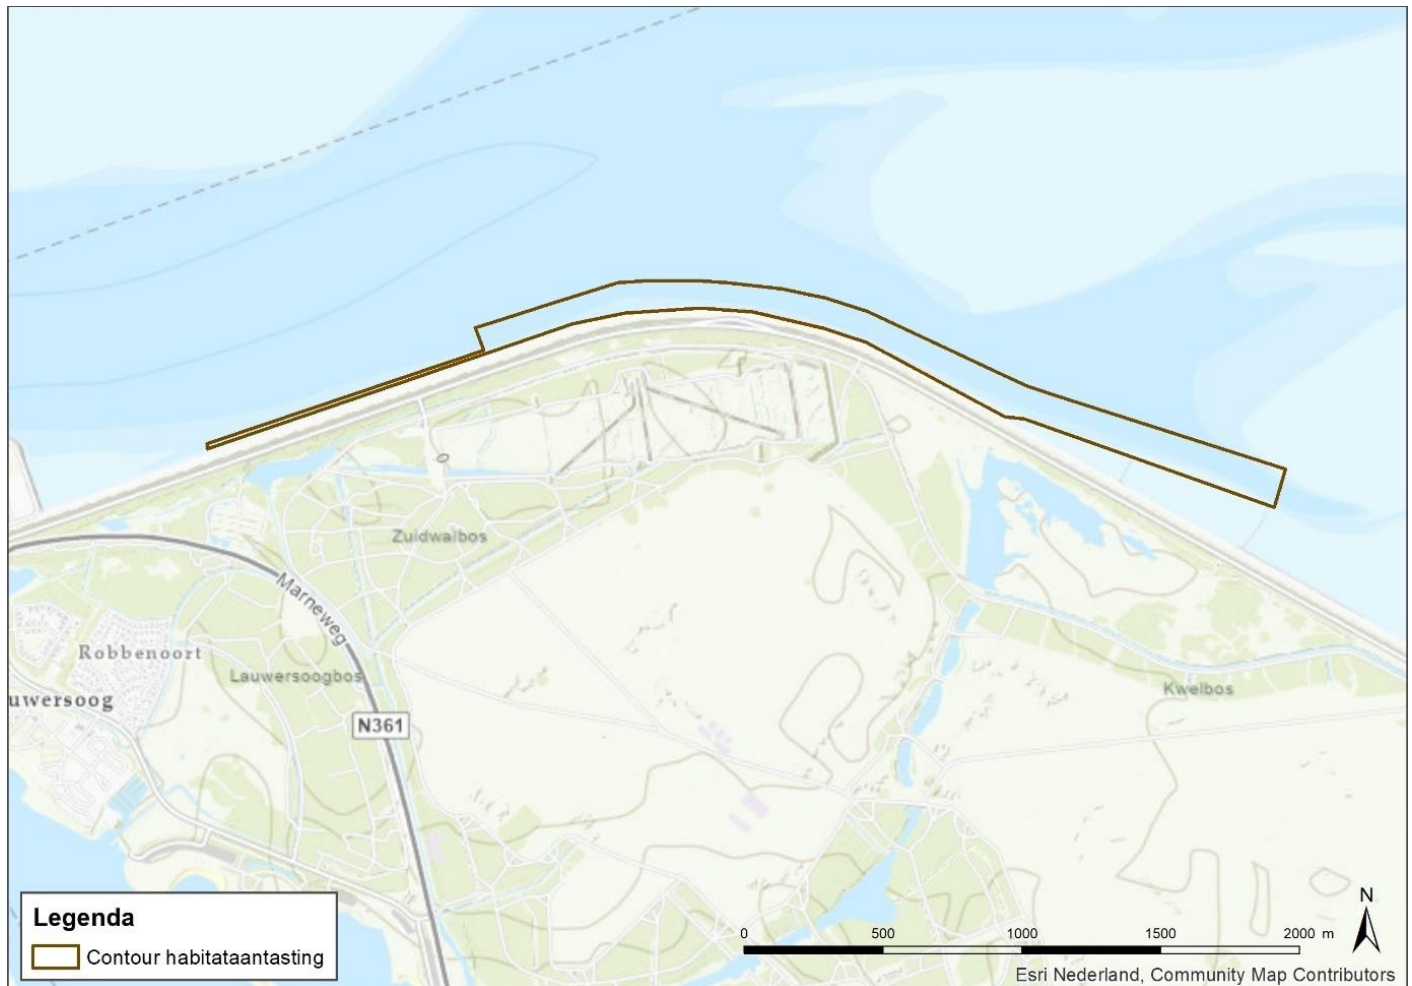 Zuidwalbos
Marneweg
Robbenoort
Lauwersoogbos
uwersoog
N361
Kwelbos
Legenda
Contour habitataantasting
N
0 500 1000 1500 2000 m
Esri Nederland, Community Map Contributors